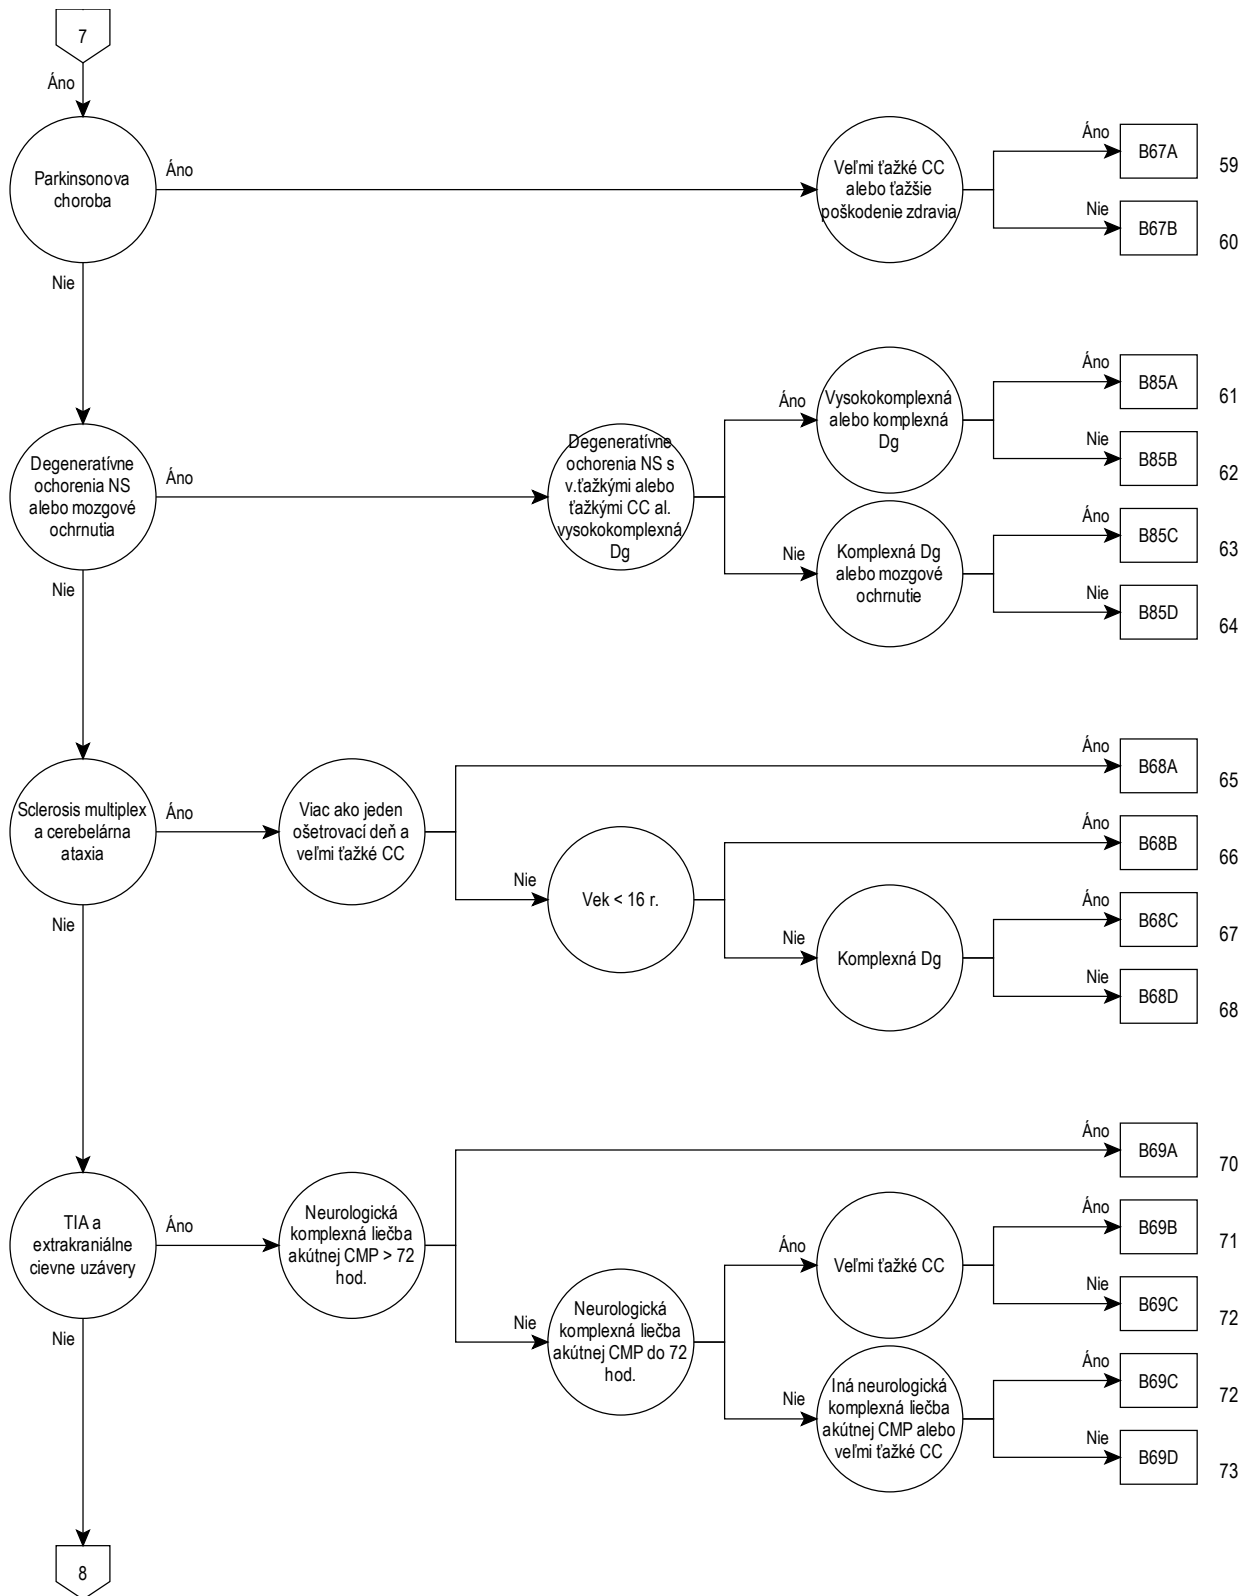 7
Áno
Parkinsonova
choroba
Áno
Veľmi ťažké CC
alebo ťažšie
poškodenie zdravia
Áno
B67A
59
Nie
B67B
60
Nie
Degeneratívne
ochorenia NS
alebo mozgové
ochrnutia
Áno
Degeneratívne
ochorenia NS s
v.ťažkými alebo
ťažkými CC al.
vysokokomplexná
Dg
Áno
Vysokokomplexná
alebo komplexná
Dg
Áno
B85A
61
Nie
B85B
62
Nie
Komplexná Dg
alebo mozgové
ochrnutie
Áno
B85C
63
Nie
B85D
64
Nie
Sclerosis multiplex
a cerebelárna
ataxia
Áno
Viac ako jeden
ošetrovací deň a
veľmi ťažké CC
Áno
B68A
65
Nie
Vek < 16 r.
Áno
B68B
66
Nie
Komplexná Dg
Áno
B68C
67
Nie
B68D
68
Nie
TIA a
extrakraniálne
cievne uzávery
Áno
Neurologická
komplexná liečba
akútnej CMP > 72
hod.
Áno
B69A
70
Nie
Neurologická
komplexná liečba
akútnej CMP do 72
hod.
Áno
Veľmi ťažké CC
Áno
B69B
71
Nie
B69C
72
Nie
Iná neurologická
komplexná liečba
akútnej CMP alebo
veľmi ťažké CC
Áno
B69C
72
Nie
B69D
73
Nie
8